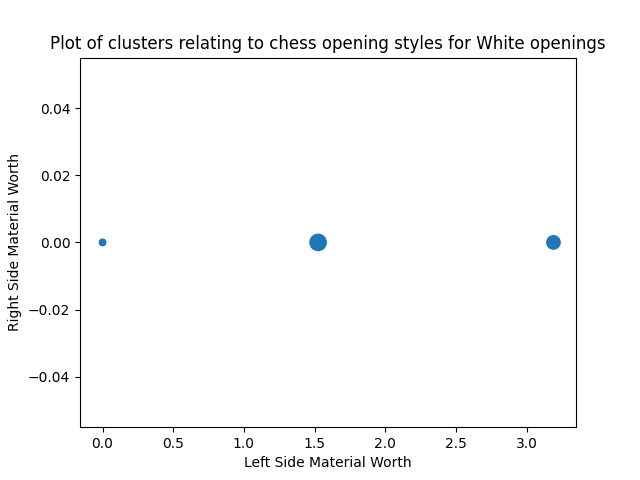 Plot of clusters relating to chess opening styles for White openings
0.04
0.02
0.00
−0.02
−0.04
Right Side Material Worth
0.0 0.5 1.0 1.5 2.0 2.5 3.0
Left Side Material Worth